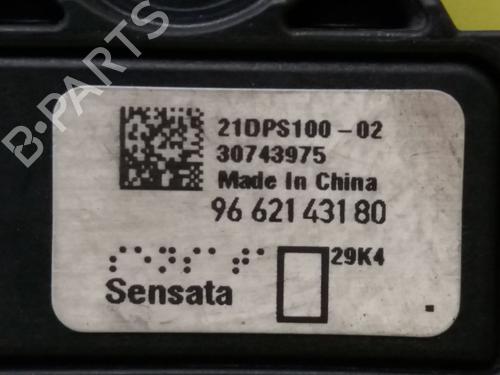 B-PARTS
21DPS100-02
30743975
Made In China
96 621 431 80
29K4
Sensata